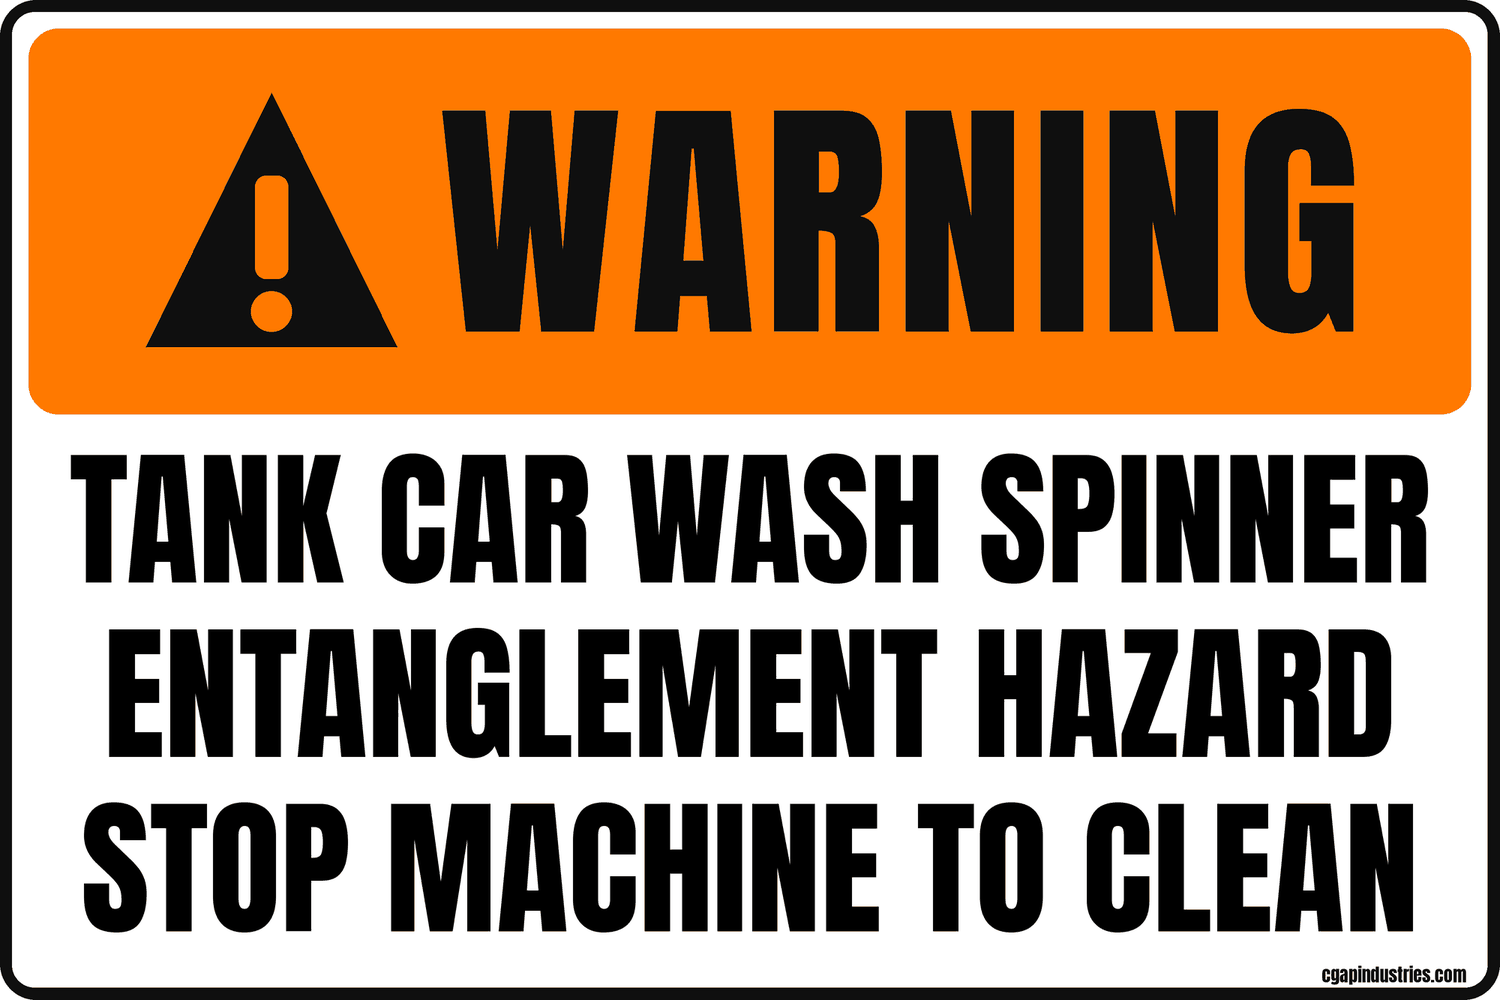 WARNING
TANK CAR WASH SPINNER
ENTANGLEMENT HAZARD
STOP MACHINE TO CLEAN
cgapindustries.com